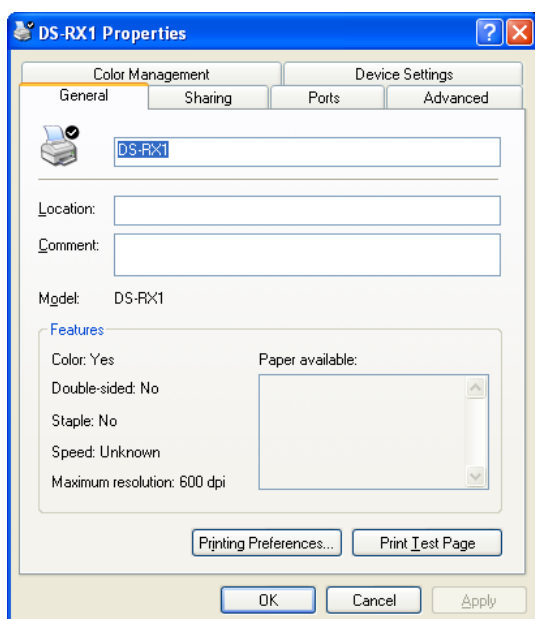 DS-RX1 Properties
Color Management Device Settings
General Sharing Ports Advanced
DS-RX1
Location:
Comment:
Model: DS-RX1
Features
Color: Yes Paper available:
Double-sided: No
Staple: No
Speed: Unknown
Maximum resolution: 600 dpi
Printing Preferences... Print Test Page
OK Cancel Apply